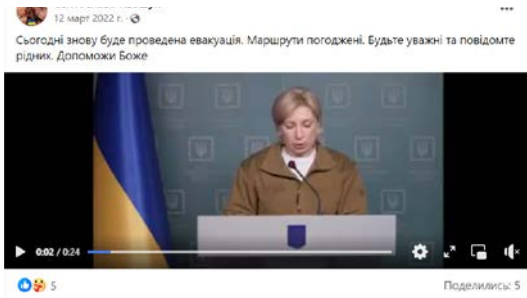 12 март 2022 г.
Сьогодні знову буде проведена евакуація. Маршрути погоджені. Будьте уважні та повідомте
рідних. Допоможи Боже
0:02 / 0:24
5
Поделились: 5